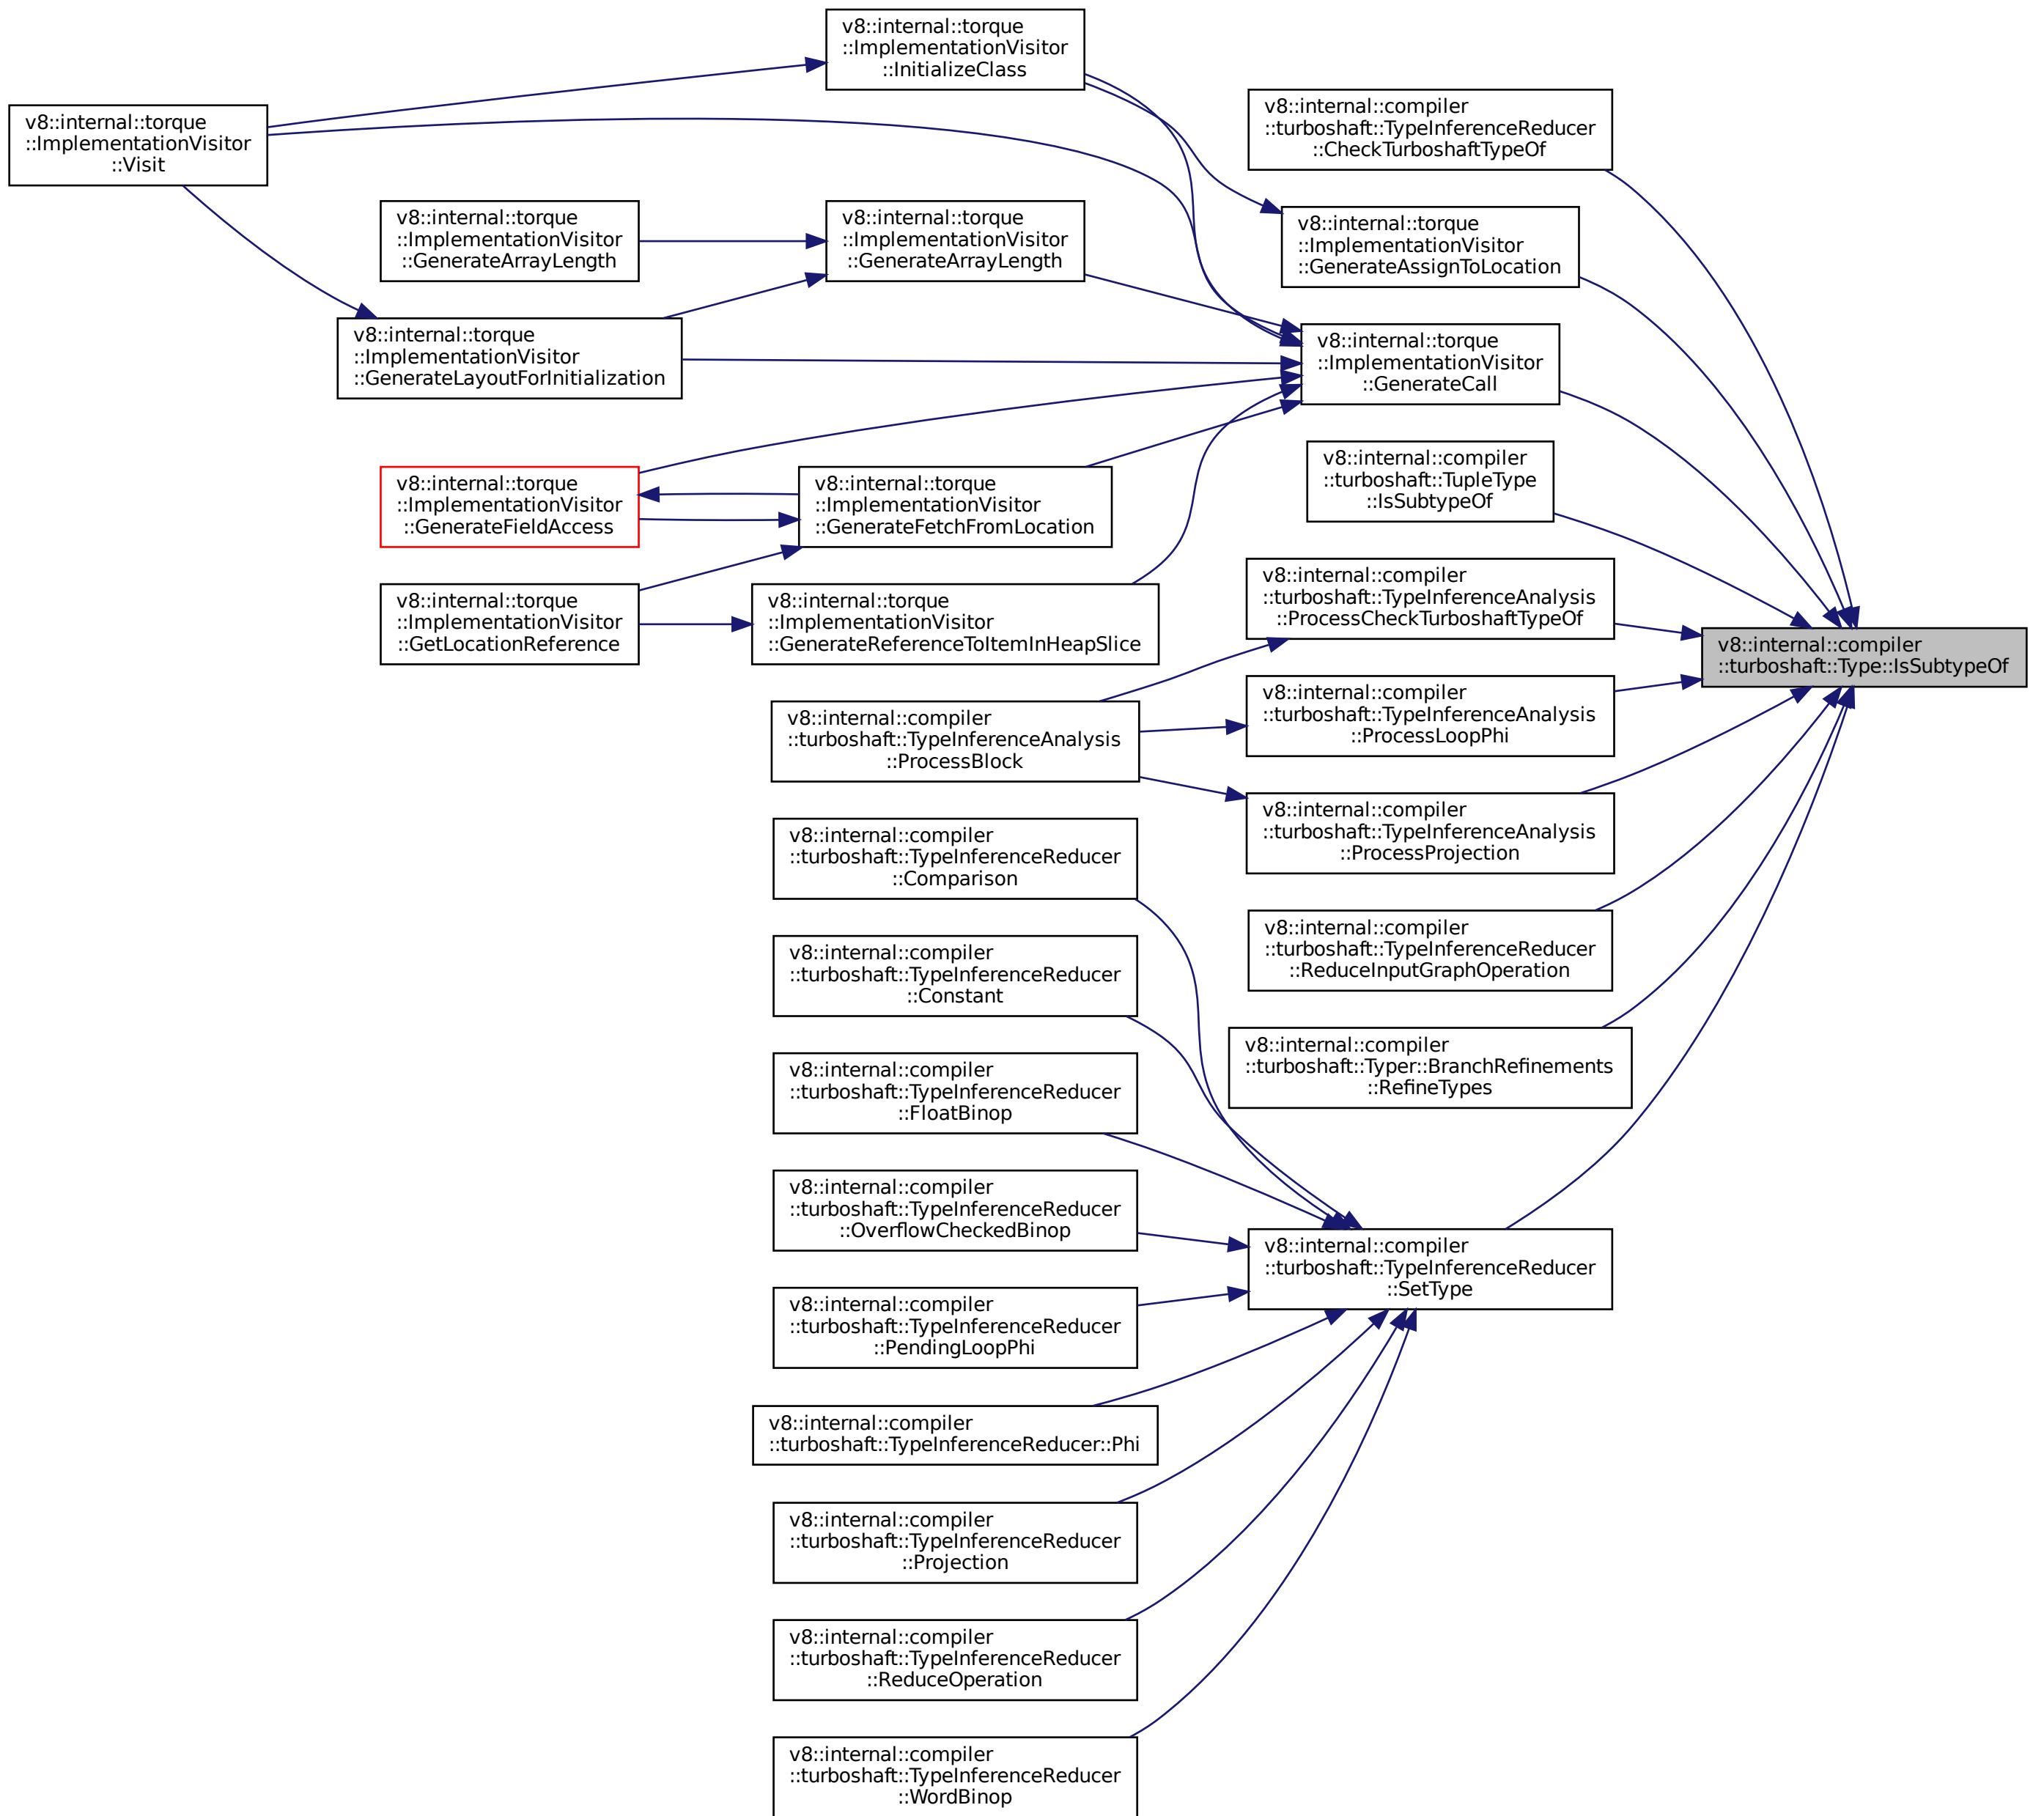 v8::internal::torque
::ImplementationVisitor
::InitializeClass
v8::internal::torque
::ImplementationVisitor
::Visit
v8::internal::compiler
::turboshaft::TypeInferenceReducer
::CheckTurboshaftTypeOf
v8::internal::torque
::ImplementationVisitor
::GenerateArrayLength
v8::internal::torque
::ImplementationVisitor
::GenerateArrayLength
v8::internal::torque
::ImplementationVisitor
::GenerateAssignToLocation
v8::internal::torque
::ImplementationVisitor
::GenerateLayoutForInitialization
v8::internal::torque
::ImplementationVisitor
::GenerateCall
v8::internal::compiler
::turboshaft::TupleType
::IsSubtypeOf
v8::internal::torque
::ImplementationVisitor
::GenerateFieldAccess
v8::internal::torque
::ImplementationVisitor
::GenerateFetchFromLocation
v8::internal::torque
::ImplementationVisitor
::GetLocationReference
v8::internal::torque
::ImplementationVisitor
::GenerateReferenceToItemInHeapSlice
v8::internal::compiler
::turboshaft::TypeInferenceAnalysis
::ProcessCheckTurboshaftTypeOf
v8::internal::compiler
::turboshaft::Type::IsSubtypeOf
v8::internal::compiler
::turboshaft::TypeInferenceAnalysis
::ProcessBlock
v8::internal::compiler
::turboshaft::TypeInferenceAnalysis
::ProcessLoopPhi
v8::internal::compiler
::turboshaft::TypeInferenceAnalysis
::ProcessProjection
v8::internal::compiler
::turboshaft::TypeInferenceReducer
::Comparison
v8::internal::compiler
::turboshaft::TypeInferenceReducer
::ReduceInputGraphOperation
v8::internal::compiler
::turboshaft::TypeInferenceReducer
::Constant
v8::internal::compiler
::turboshaft::Typer::BranchRefinements
::RefineTypes
v8::internal::compiler
::turboshaft::TypeInferenceReducer
::FloatBinop
v8::internal::compiler
::turboshaft::TypeInferenceReducer
::OverflowCheckedBinop
v8::internal::compiler
::turboshaft::TypeInferenceReducer
::SetType
v8::internal::compiler
::turboshaft::TypeInferenceReducer
::PendingLoopPhi
v8::internal::compiler
::turboshaft::TypeInferenceReducer::Phi
v8::internal::compiler
::turboshaft::TypeInferenceReducer
::Projection
v8::internal::compiler
::turboshaft::TypeInferenceReducer
::ReduceOperation
v8::internal::compiler
::turboshaft::TypeInferenceReducer
::WordBinop